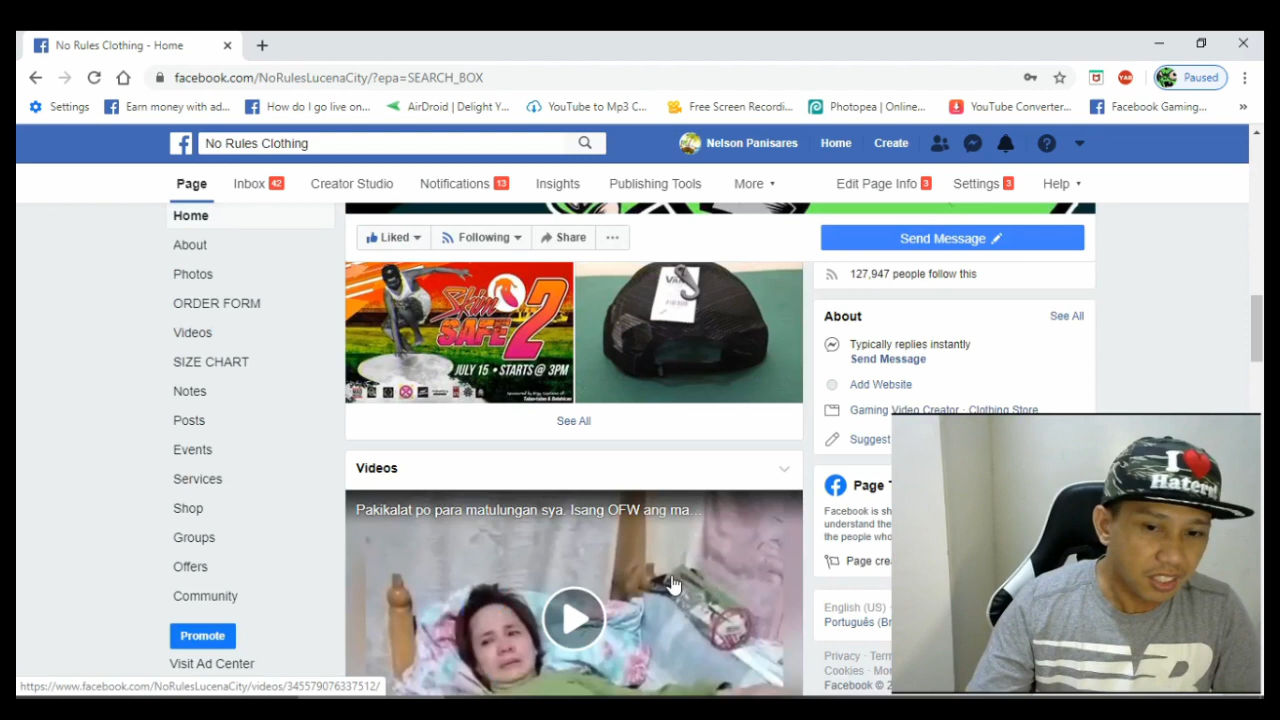 No Rules Clothing - Home
facebook.com/NoRulesLucenaCity/?epa=SEARCH_BOX
Paused
Settings
Earn money with ad...
How do I go live on...
AirDroid | Delight Y...
YouTube to Mp3 C...
Free Screen Recordi...
Photopea | Online...
YouTube Converter...
Facebook Gaming...
No Rules Clothing
Nelson Panisares
Home
Create
Page
Inbox 42
Creator Studio
Notifications 13
Insights
Publishing Tools
More
Edit Page Info 3
Settings 3
Help
Home
About
Photos
ORDER FORM
Videos
SIZE CHART
Notes
Posts
Events
Services
Shop
Groups
Offers
Community
Promote
Visit Ad Center
https://www.facebook.com/NoRulesLucenaCity/videos/345579076337512/
Liked
Following
Share
Send Message
Skim
SAFE 2
JULY 15 • STARTS @ 3PM
See All
Videos
Pakikalat po para matulungan sya. Isang OFW ang ma...
127,947 people follow this
About
See All
Typically replies instantly
Send Message
Add Website
Gaming Video Creator · Clothing Store
Suggest
Page
Facebook is sh
understand the
the people who
Page cre
English (US)
Português (Br
Privacy · Term
Cookies · Mo
Facebook © 2
I
Haters!